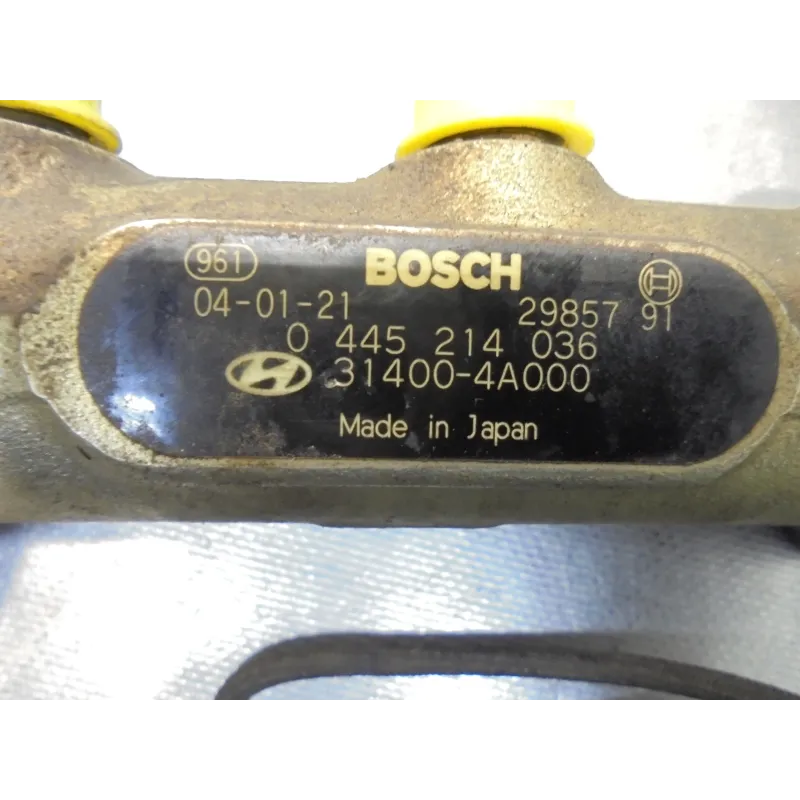 961 BOSCH
04-01-21 29857 91
0 445 214 036
31400-4A000
Made in Japan